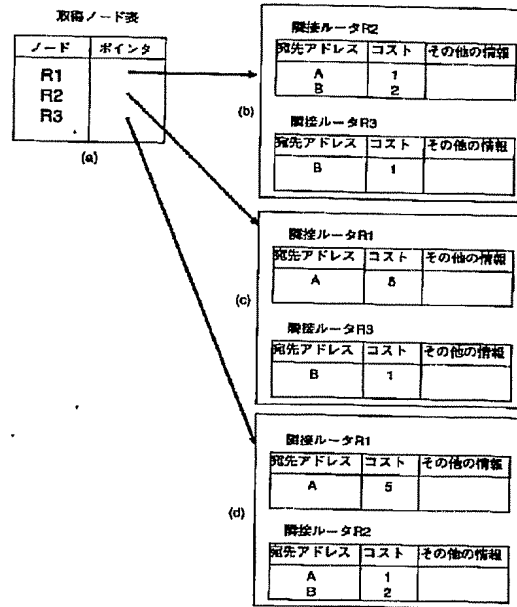 取得ノード表
ノード ポインタ
R1
R2
R3
(a)
(b)
隣接ルータR2
宛先アドレス コスト その他の情報
A 1
B 2
隣接ルータR3
宛先アドレス コスト その他の情報
B 1
(c)
隣接ルータR1
宛先アドレス コスト その他の情報
A 5
隣接ルータR3
宛先アドレス コスト その他の情報
B 1
(d)
隣接ルータR1
宛先アドレス コスト その他の情報
A 5
隣接ルータR2
宛先アドレス コスト その他の情報
A 1
B 2